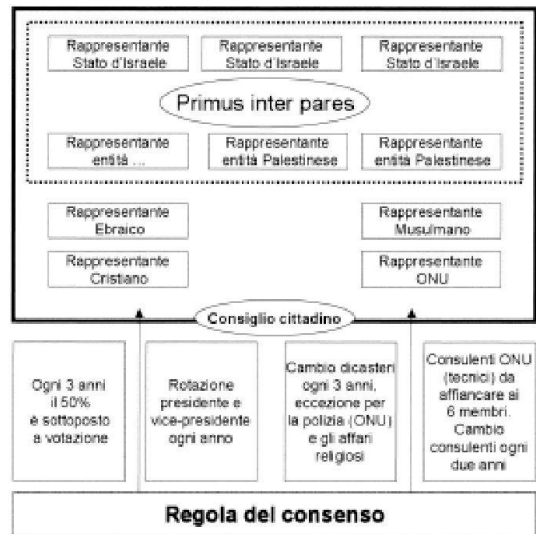 Rappresentante
Stato d'Israele
Rappresentante
Stato d'Israele
Rappresentante
Stato d'Israele
Primus inter pares
Rappresentante
entità ...
Rappresentante
entità Palestinese
Rappresentante
entità Palestinese
Rappresentante
Ebraico
Rappresentante
Musulmano
Rappresentante
Cristiano
Rappresentante
ONU
Consiglio cittadino
Ogni 3 anni
il 50%
è sottoposto
a votazione
Rotazione
presidente e
vice-presidente
ogni anno
Cambio dicasteri
ogni 3 anni,
eccezione per
la polizia (ONU)
e gli affari
religiosi
Consulenti ONU
(tecnici) da
affiancare ai
6 membri.
Cambio
consulenti ogni
due anni
Regola del consenso